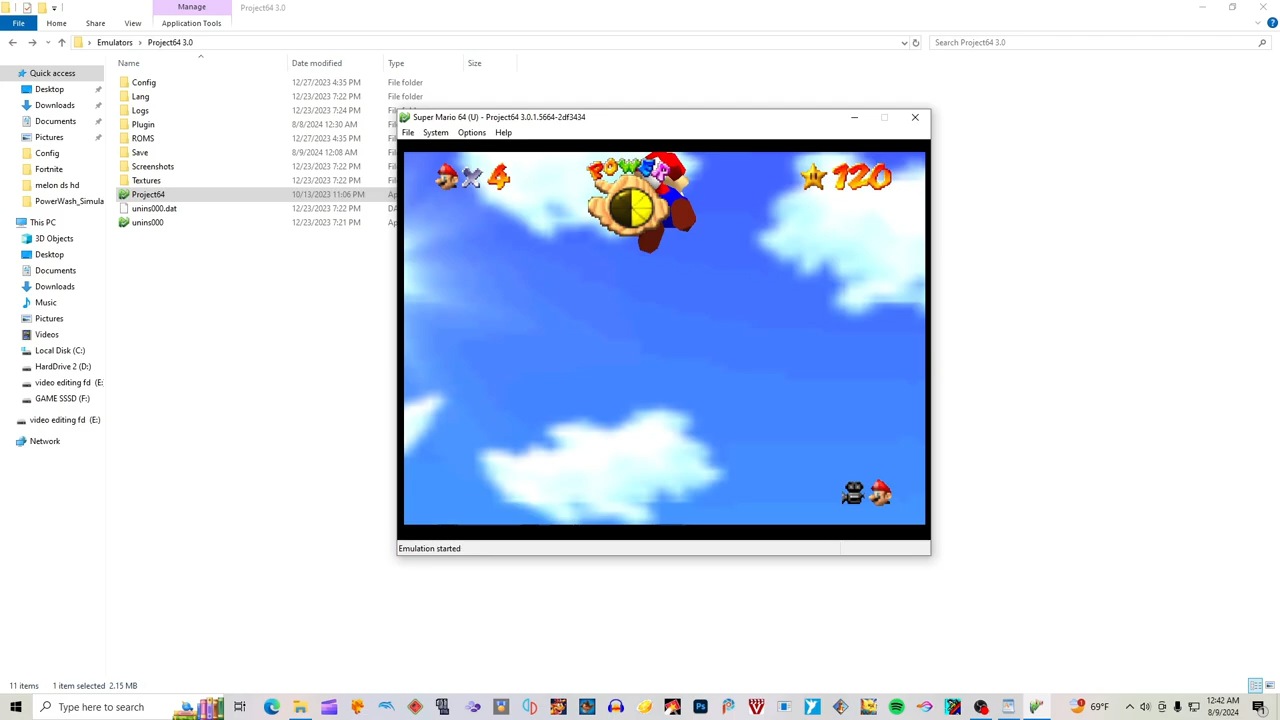 Manage
Project64 3.0
File
Home
Share
View
Application Tools
Emulators
Project64 3.0
Search Project64 3.0
Name
Date modified
Type
Size
Quick access
Desktop
Downloads
Documents
Pictures
Config
Fortnite
melon ds hd
PowerWash_Simula
This PC
3D Objects
Desktop
Documents
Downloads
Music
Pictures
Videos
Local Disk (C:)
HardDrive 2 (D:)
video editing fd (E:
GAME SSSD (F:)
video editing fd (E:)
Network
Config 12/27/2023 4:35 PM File folder
Lang 12/23/2023 7:22 PM File folder
Logs 12/23/2023 7:24 PM File folder
Plugin 8/8/2024 12:30 AM File folder
ROMS 12/27/2023 4:35 PM
Save 8/9/2024 12:08 AM
Screenshots 12/23/2023 7:22 PM
Textures 12/23/2023 7:22 PM
Project64 10/13/2023 11:06 PM
unins000.dat 12/23/2023 7:22 PM
unins000 12/23/2023 7:21 PM
Super Mario 64 (U) - Project64 3.0.1.5664-2df3434
File System Options Help
4
POWER
120
Emulation started
11 items 1 item selected 2.15 MB
Type here to search
69°F
12:42 AM
8/9/2024